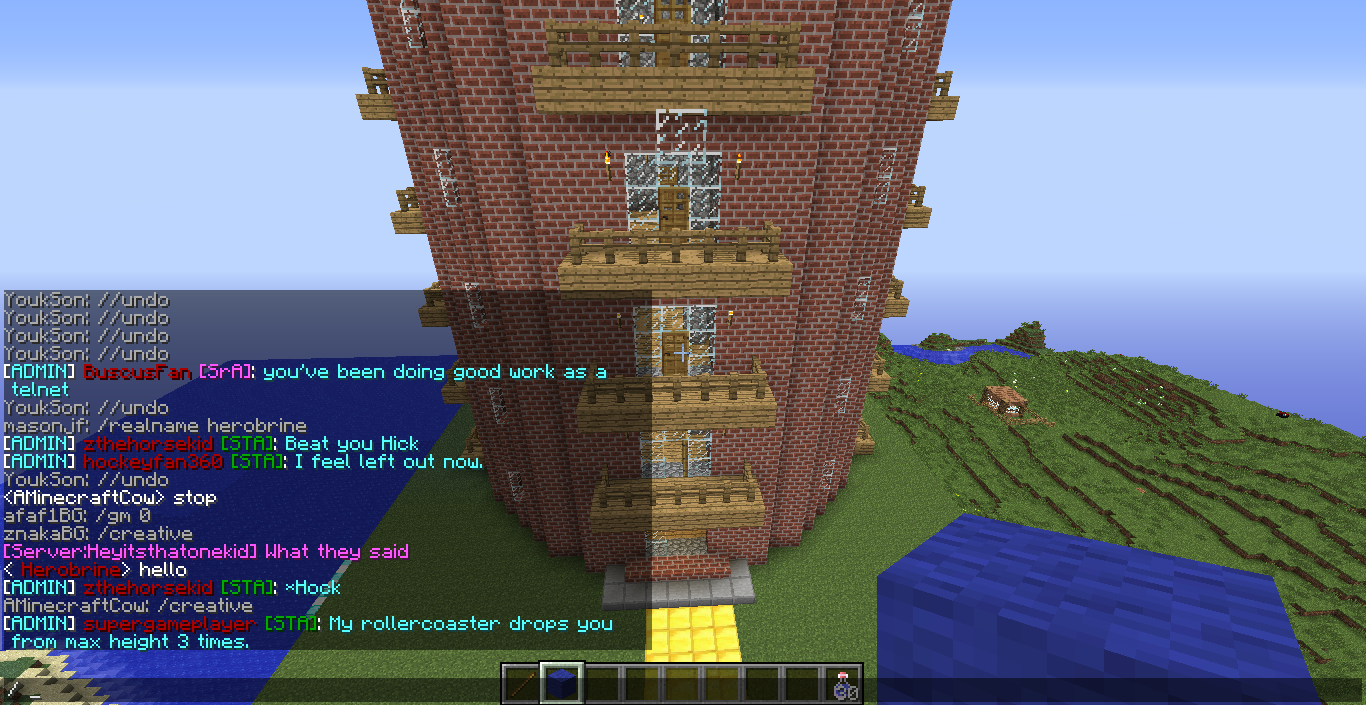 YoukSon: //undo
YoukSon: //undo
YoukSon: //undo
YoukSon: //undo
[ADMIN] BuscusFan [SrA]: you've been doing good work as a
telnet
YoukSon: //undo
masonjf: /realname herobrine
[ADMIN] zthehorsekid [STA]: Beat you Hick
[ADMIN] hockeyfan360 [STA]: I feel left out now.
YoukSon: //undo
<AMinecraftCow> stop
afaf1BG: /gm 0
znakaBG: /creative
[Server:Heyitsthatonekid] What they said
< Herobrine> hello
[ADMIN] zthehorsekid [STA]: *Hock
AMinecraftCow: /creative
[ADMIN] supergameplayer [STA]: My rollercoaster drops you
from max height 3 times.
/ _